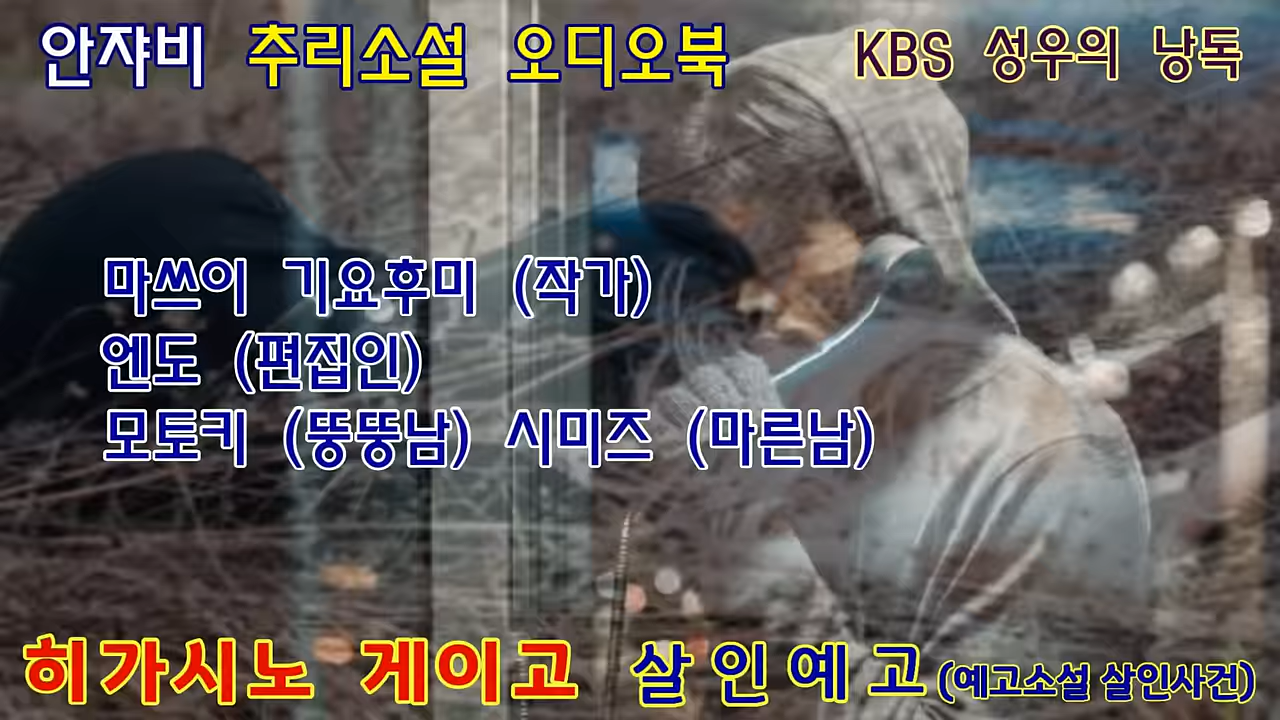 안쟈비 추리소설 오디오북 KBS 성우의 낭독
마쓰이 기요후미 (작가)
엔도 (편집인)
모토키 (뚱뚱남) 시미즈 (마른남)
히가시노 게이고 살인예고 (예고소설 살인사건)